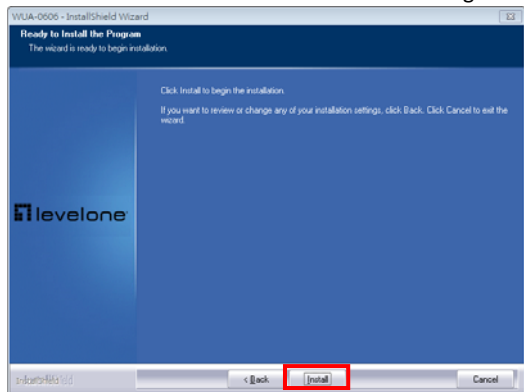 WUA-0606 - InstallShield Wizard
Ready to Install the Program
The wizard is ready to begin installation.
Click Install to begin the installation.
If you want to review or change any of your installation settings, click Back. Click Cancel to exit the
wizard.
levelone
InstallShield
< Back
Install
Cancel